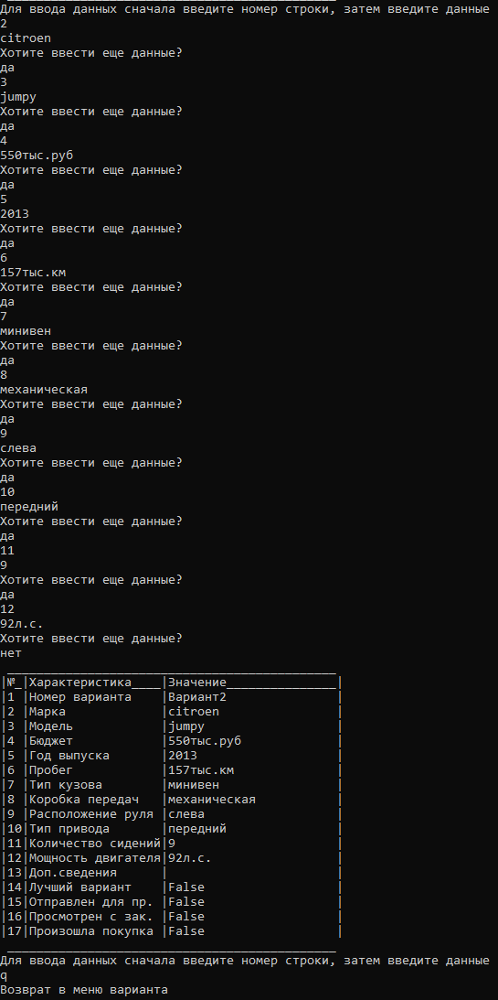 Для ввода данных сначала введите номер строки, затем введите данные
2
citroen
Хотите ввести еще данные?
да
3
jumpy
Хотите ввести еще данные?
да
4
550тыс.руб
Хотите ввести еще данные?
да
5
2013
Хотите ввести еще данные?
да
6
157тыс.км
Хотите ввести еще данные?
да
7
минивен
Хотите ввести еще данные?
да
8
механическая
Хотите ввести еще данные?
да
9
слева
Хотите ввести еще данные?
да
10
передний
Хотите ввести еще данные?
да
11
9
Хотите ввести еще данные?
да
12
92л.с.
Хотите ввести еще данные?
нет
|№_|Характеристика____|Значение_______________|
|1 |Номер варианта    |Вариант2               |
|2 |Марка             |citroen                |
|3 |Модель            |jumpy                  |
|4 |Бюджет            |550тыс.руб             |
|5 |Год выпуска       |2013                   |
|6 |Пробег            |157тыс.км              |
|7 |Тип кузова        |минивен                |
|8 |Коробка передач   |механическая           |
|9 |Расположение руля |слева                  |
|10|Тип привода       |передний               |
|11|Количество сидений|9                      |
|12|Мощность двигателя|92л.с.                 |
|13|Доп.сведения      |                       |
|14|Лучший вариант    |False                  |
|15|Отправлен для пр. |False                  |
|16|Просмотрен с зак. |False                  |
|17|Произошла покупка |False                  |
Для ввода данных сначала введите номер строки, затем введите данные
q
Возврат в меню варианта